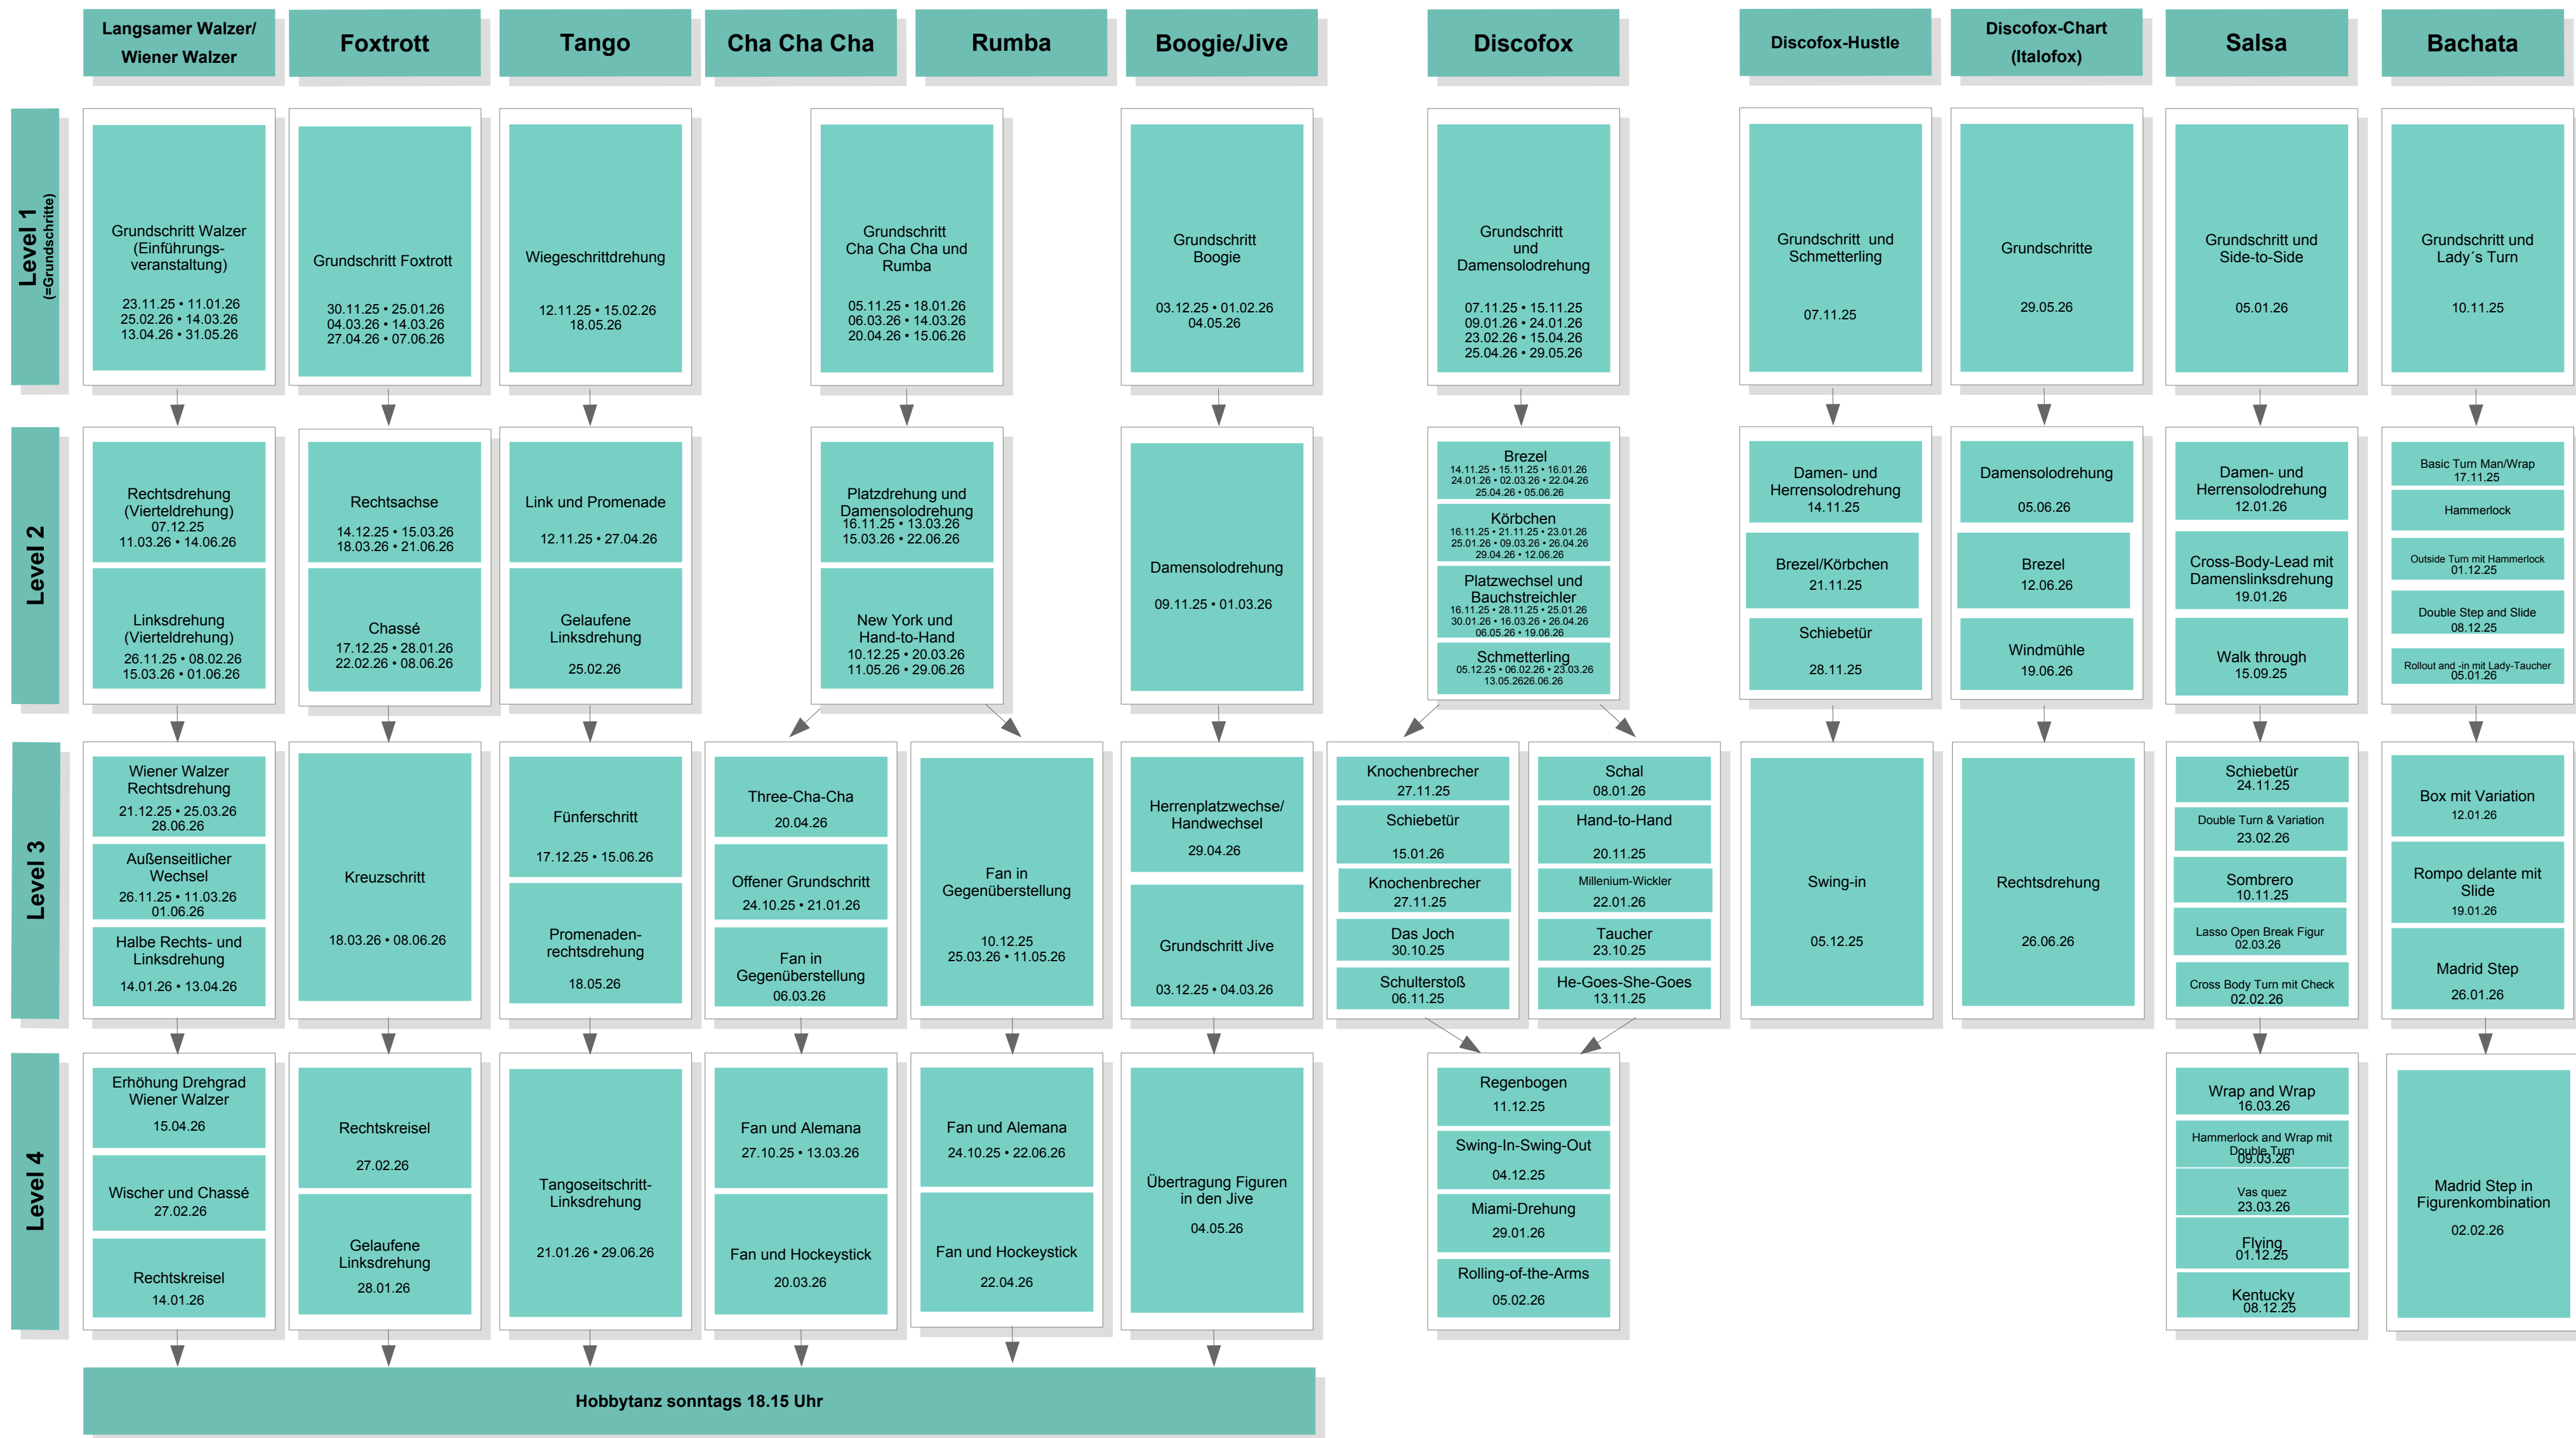 Langsamer Walzer/
Wiener Walzer
Foxtrott
Tango
Cha Cha Cha
Rumba
Boogie/Jive
Discofox
Discofox-Hustle
Discofox-Chart
(Italofox)
Salsa
Bachata
Level 1
(=Grundschritte)
Grundschritt Walzer
(Einführungs-
veranstaltung)
23.11.25 • 11.01.26
25.02.26 • 14.03.26
13.04.26 • 31.05.26
Grundschritt Foxtrott
30.11.25 • 25.01.26
04.03.26 • 14.03.26
27.04.26 • 07.06.26
Wiegeschrittdrehung
12.11.25 • 15.02.26
18.05.26
Grundschritt
Cha Cha Cha und
Rumba
05.11.25 • 18.01.26
06.03.26 • 14.03.26
20.04.26 • 15.06.26
Grundschritt
Boogie
03.12.25 • 01.02.26
04.05.26
Grundschritt
und
Damensolodrehung
07.11.25 • 15.11.25
09.01.26 • 24.01.26
23.02.26 • 15.04.26
25.04.26 • 29.05.26
Grundschritt und
Schmetterling
07.11.25
Grundschritte
29.05.26
Grundschritt und
Side-to-Side
05.01.26
Grundschritt und
Lady´s Turn
10.11.25
Level 2
Rechtsdrehung
(Vierteldrehung)
07.12.25
11.03.26 • 14.06.26
Linksdrehung
(Vierteldrehung)
26.11.25 • 08.02.26
15.03.26 • 01.06.26
Rechtsachse
14.12.25 • 15.03.26
18.03.26 • 21.06.26
Chassé
17.12.25 • 28.01.26
22.02.26 • 08.06.26
Link und Promenade
12.11.25 • 27.04.26
Gelaufene
Linksdrehung
25.02.26
Platzdrehung und
Damensolodrehung
16.11.25 • 13.03.26
15.03.26 • 22.06.26
New York und
Hand-to-Hand
10.12.25 • 20.03.26
11.05.26 • 29.06.26
Damensolodrehung
09.11.25 • 01.03.26
Brezel
14.11.25 • 15.11.25 • 16.01.26
24.01.26 • 02.03.26 • 22.04.26
25.04.26 • 05.06.26
Körbchen
16.11.25 • 21.11.25 • 23.01.26
25.01.26 • 09.03.26 • 26.04.26
29.04.26 • 12.06.26
Platzwechsel und
Bauchstreichler
16.11.25 • 28.11.25 • 25.01.26
30.01.26 • 16.03.26 • 26.04.26
06.05.26 • 19.06.26
Schmetterling
05.12.25 • 06.02.26 • 23.03.26
13.05.2626.06.26
Damen- und
Herrensolodrehung
14.11.25
Brezel/Körbchen
21.11.25
Schiebetür
28.11.25
Damensolodrehung
05.06.26
Brezel
12.06.26
Windmühle
19.06.26
Damen- und
Herrensolodrehung
12.01.26
Cross-Body-Lead mit
Damenslinksdrehung
19.01.26
Walk through
15.09.25
Basic Turn Man/Wrap
17.11.25
Hammerlock
Outside Turn mit Hammerlock
01.12.25
Double Step and Slide
08.12.25
Rollout and -in mit Lady-Taucher
05.01.26
Level 3
Wiener Walzer
Rechtsdrehung
21.12.25 • 25.03.26
28.06.26
Außenseitlicher
Wechsel
26.11.25 • 11.03.26
01.06.26
Halbe Rechts- und
Linksdrehung
14.01.26 • 13.04.26
Kreuzschritt
18.03.26 • 08.06.26
Fünferschritt
17.12.25 • 15.06.26
Promenaden-
rechtsdrehung
18.05.26
Three-Cha-Cha
20.04.26
Offener Grundschritt
24.10.25 • 21.01.26
Fan in
Gegenüberstellung
06.03.26
Fan in
Gegenüberstellung
10.12.25
25.03.26 • 11.05.26
Herrenplatzwechse/
Handwechsel
29.04.26
Grundschritt Jive
03.12.25 • 04.03.26
Knochenbrecher
27.11.25
Schiebetür
15.01.26
Knochenbrecher
27.11.25
Das Joch
30.10.25
Schulterstoß
06.11.25
Schal
08.01.26
Hand-to-Hand
20.11.25
Millenium-Wickler
22.01.26
Taucher
23.10.25
He-Goes-She-Goes
13.11.25
Swing-in
05.12.25
Rechtsdrehung
26.06.26
Schiebetür
24.11.25
Double Turn & Variation
23.02.26
Sombrero
10.11.25
Lasso Open Break Figur
02.03.26
Cross Body Turn mit Check
02.02.26
Box mit Variation
12.01.26
Rompo delante mit
Slide
19.01.26
Madrid Step
26.01.26
Level 4
Erhöhung Drehgrad
Wiener Walzer
15.04.26
Wischer und Chassé
27.02.26
Rechtskreisel
14.01.26
Rechtskreisel
27.02.26
Gelaufene
Linksdrehung
28.01.26
Tangoseitschritt-
Linksdrehung
21.01.26 • 29.06.26
Fan und Alemana
27.10.25 • 13.03.26
Fan und Hockeystick
20.03.26
Fan und Alemana
24.10.25 • 22.06.26
Fan und Hockeystick
22.04.26
Übertragung Figuren
in den Jive
04.05.26
Regenbogen
11.12.25
Swing-In-Swing-Out
04.12.25
Miami-Drehung
29.01.26
Rolling-of-the-Arms
05.02.26
Wrap and Wrap
16.03.26
Hammerlock and Wrap mit
Double Turn
09.03.26
Vas quez
23.03.26
Flying
01.12.25
Kentucky
08.12.25
Madrid Step in
Figurenkombination
02.02.26
Hobbytanz sonntags 18.15 Uhr